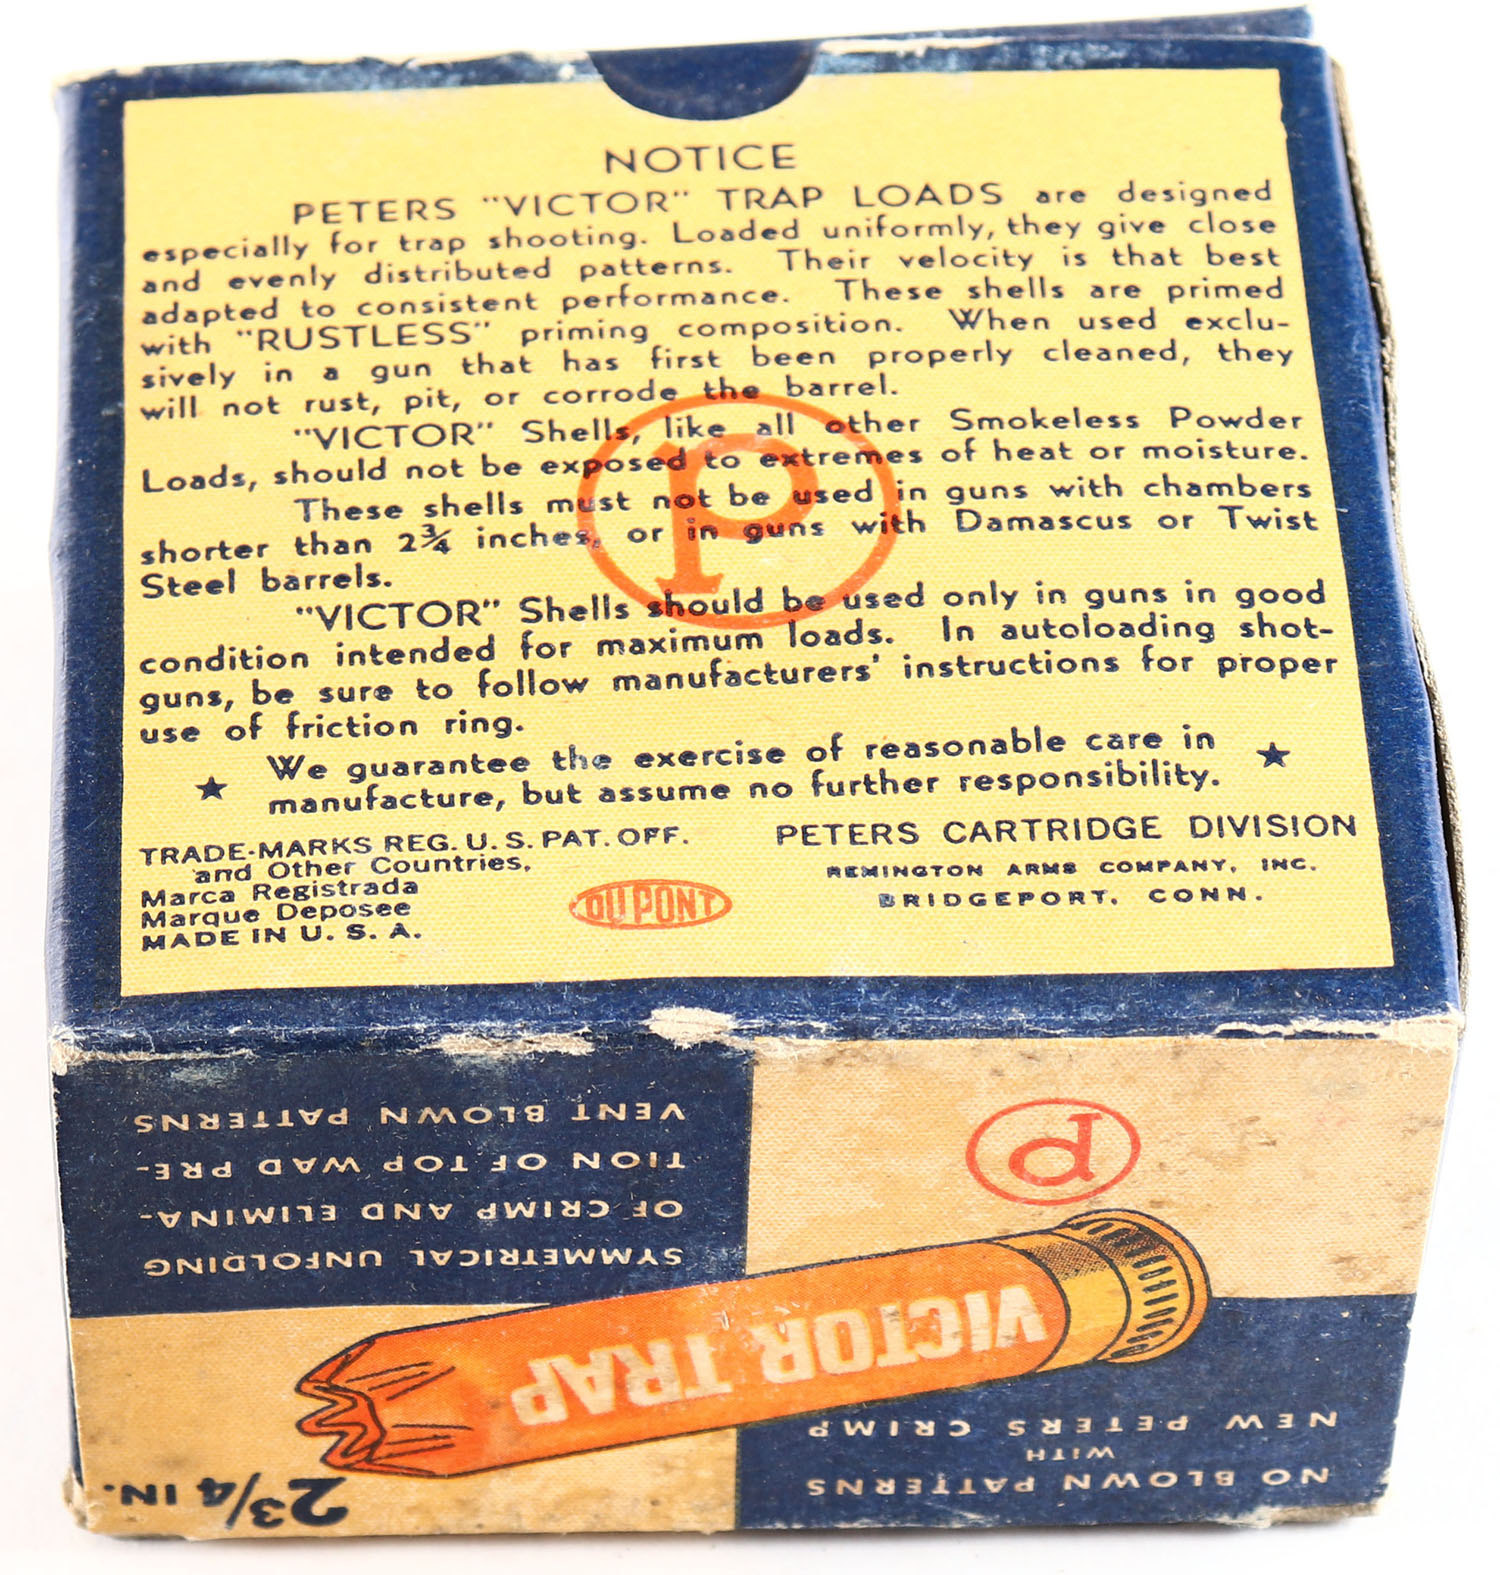 NOTICE
PETERS "VICTOR" TRAP LOADS are designed
especially for trap shooting. Loaded uniformly, they give close
and evenly distributed patterns. Their velocity is that best
adapted to consistent performance. These shells are primed
with "RUSTLESS" priming composition. When used exclu-
sively in a gun that has first been properly cleaned, they
will not rust, pit, or corrode the barrel.
"VICTOR" Shells, like all other Smokeless Powder
Loads, should not be exposed to extremes of heat or moisture.
These shells must not be used in guns with chambers
shorter than 2¾ inches, or in guns with Damascus or Twist
Steel barrels.
P
"VICTOR" Shells should be used only in guns in good
condition intended for maximum loads. In autoloading shot-
guns, be sure to follow manufacturers' instructions for proper
use of friction ring.
★ We guarantee the exercise of reasonable care in ★
manufacture, but assume no further responsibility.
TRADE-MARKS REG. U. S. PAT. OFF.
and Other Countries,
Marca Registrada
Marque Deposee
MADE IN U. S. A.
DU PONT
PETERS CARTRIDGE DIVISION
REMINGTON ARMS COMPANY, INC.
BRIDGEPORT, CONN.
NO BLOWN PATTERNS
WITH
NEW PETERS CRIMP
2¾ IN.
VICTOR TRAP
P
SYMMETRICAL UNFOLDING
OF CRIMP AND ELIMINA-
TION OF TOP WAD PRE-
VENT BLOWN PATTERNS